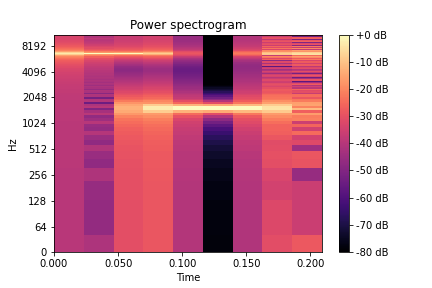 Power spectrogram
Hz
8192
4096
2048
1024
512
256
128
64
0
0.000
0.050
0.100
0.150
0.200
Time
+0 dB
-10 dB
-20 dB
-30 dB
-40 dB
-50 dB
-60 dB
-70 dB
-80 dB